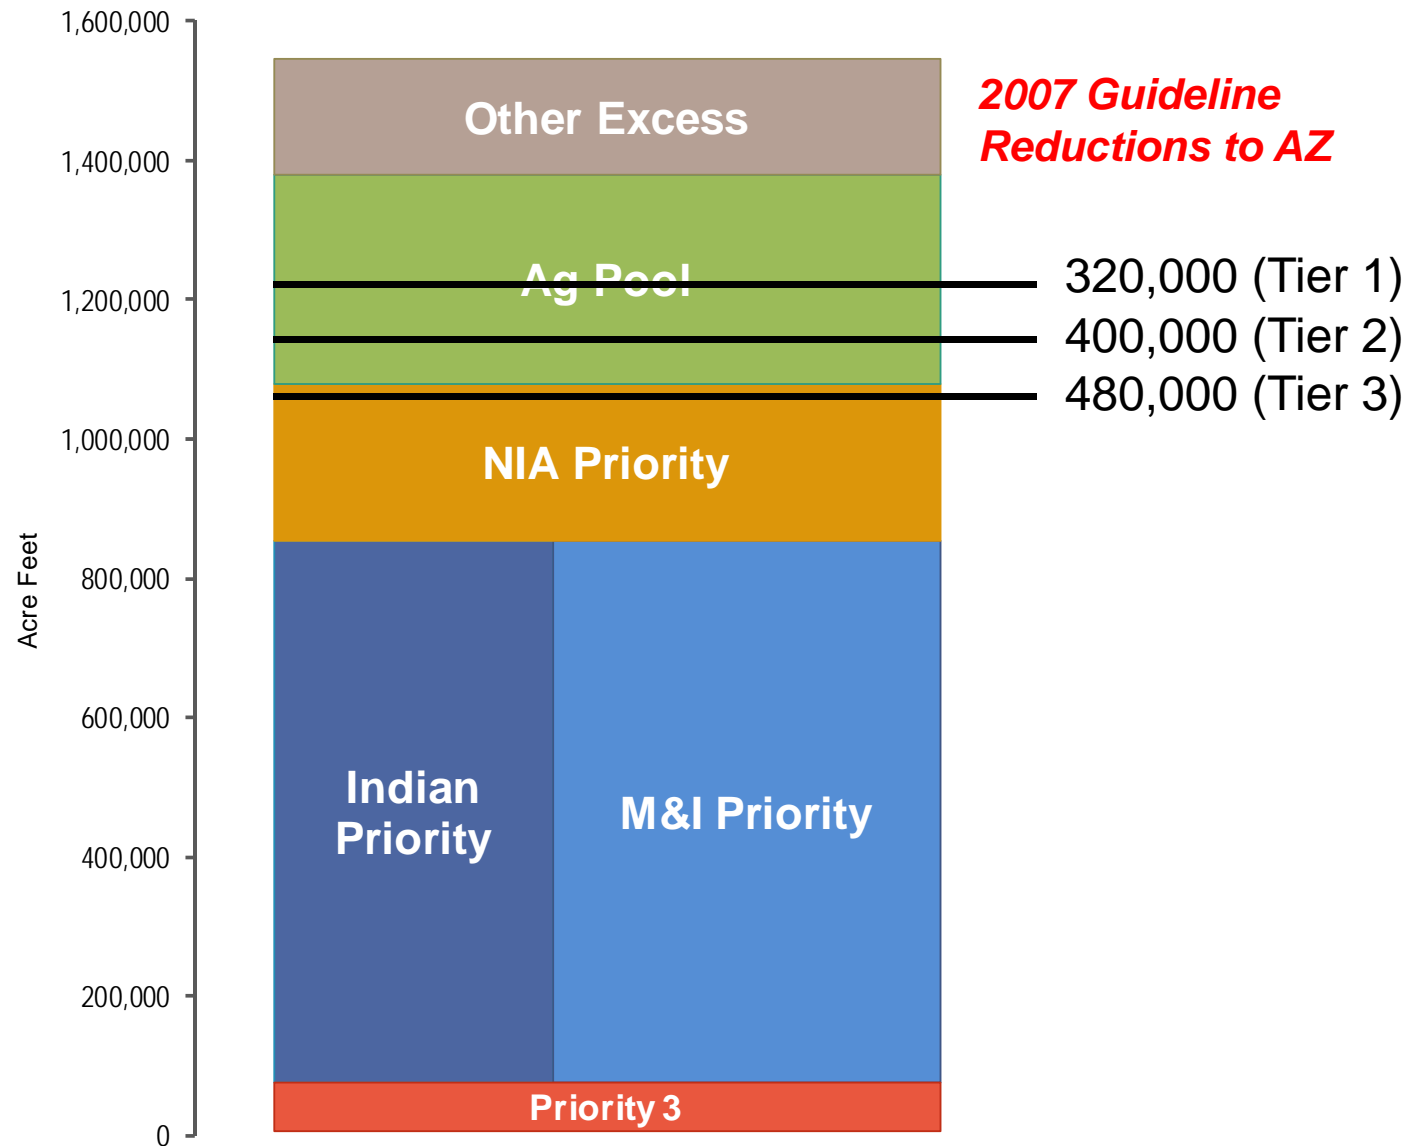 1,600,000
1,400,000
1,200,000
1,000,000
800,000
600,000
400,000
200,000
0
Acre Feet
Other Excess
Ag Pool
NIA Priority
Indian
Priority
M&I Priority
Priority 3
2007 Guideline
Reductions to AZ
320,000 (Tier 1)
400,000 (Tier 2)
480,000 (Tier 3)